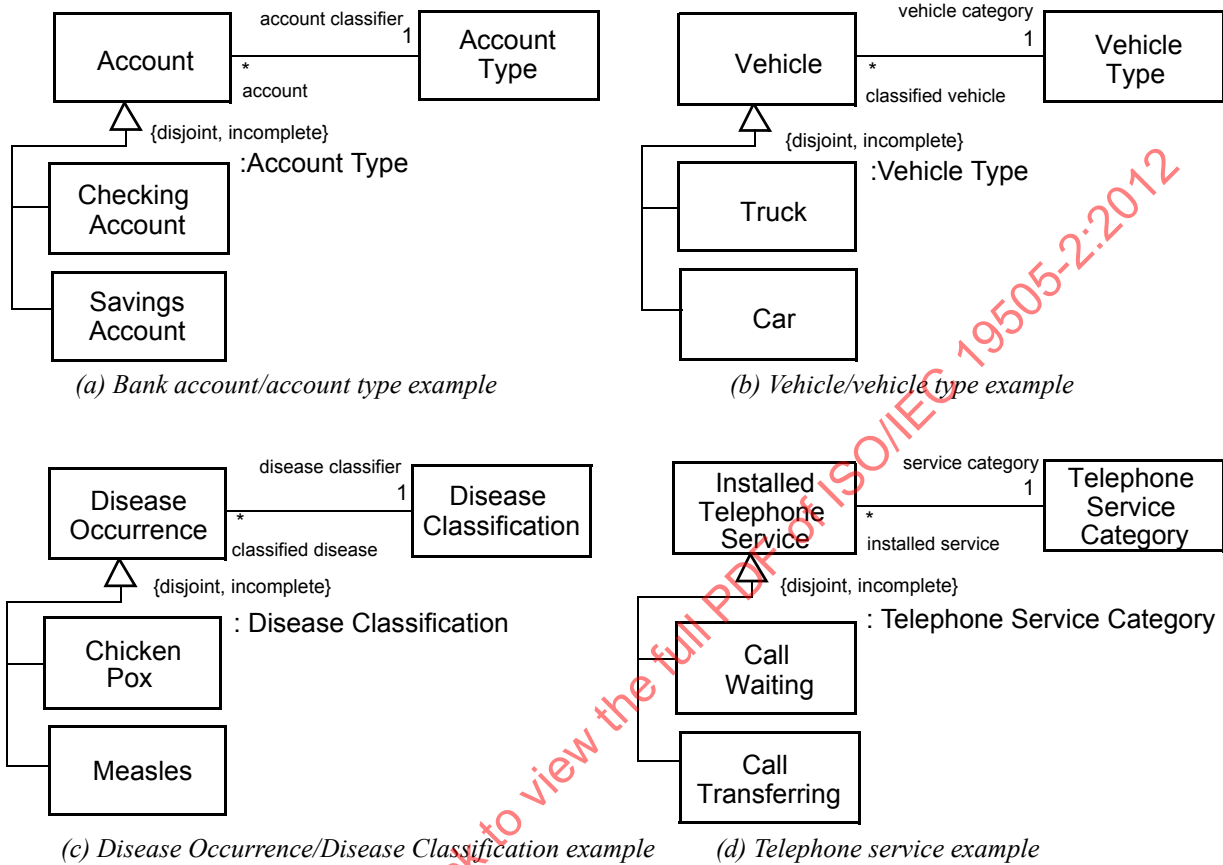 account classifier
1
Account
Account
Type
*
account
{disjoint, incomplete}
:Account Type
Checking
Account
Savings
Account
(a) Bank account/account type example
vehicle category
1
Vehicle
Vehicle
Type
*
classified vehicle
{disjoint, incomplete}
:Vehicle Type
Truck
Car
(b) Vehicle/vehicle type example
disease classifier
1
Disease
Occurrence
Disease
Classification
*
classified disease
{disjoint, incomplete}
: Disease Classification
Chicken
Pox
Measles
(c) Disease Occurrence/Disease Classification example
service category
1
Installed
Telephone
Service
Telephone
Service
Category
*
installed service
{disjoint, incomplete}
: Telephone Service Category
Call
Waiting
Call
Transferring
(d) Telephone service example
to view the full PDF of ISO/IEC 19505-2:2012